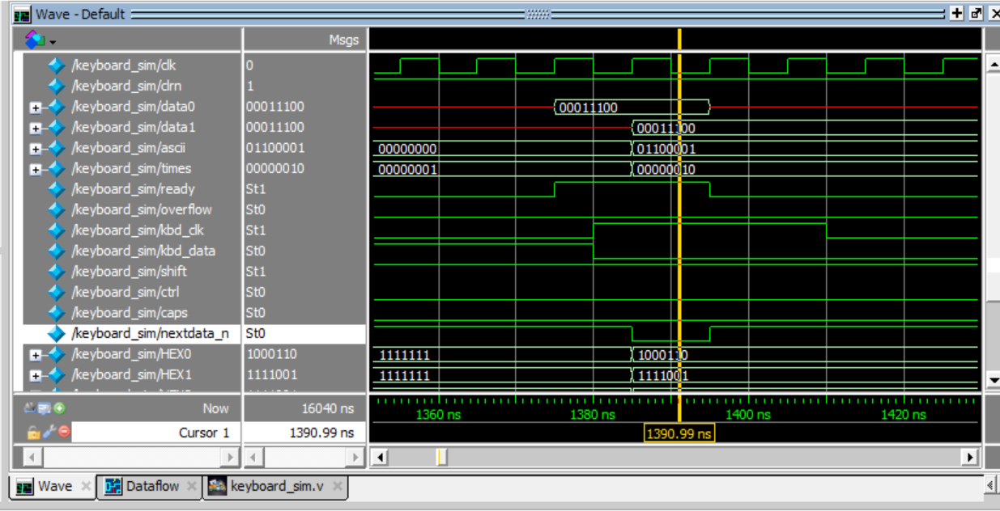 Wave - Default
Msgs
/keyboard_sim/clk 0
/keyboard_sim/clrn 1
/keyboard_sim/data0 00011100 00011100
/keyboard_sim/data1 00011100 00011100
/keyboard_sim/ascii 01100001 00000000 01100001
/keyboard_sim/times 00000010 00000001 00000010
/keyboard_sim/ready St1
/keyboard_sim/overflow St0
/keyboard_sim/kbd_clk St1
/keyboard_sim/kbd_data St0
/keyboard_sim/shift St1
/keyboard_sim/ctrl St0
/keyboard_sim/caps St0
/keyboard_sim/nextdata_n St0
/keyboard_sim/HEX0 1000110 1111111 1000110
/keyboard_sim/HEX1 1111001 1111111 1111001
Now 16040 ns 1360 ns 1380 ns 1400 ns 1420 ns
Cursor 1 1390.99 ns 1390.99 ns
Wave Dataflow keyboard_sim.v